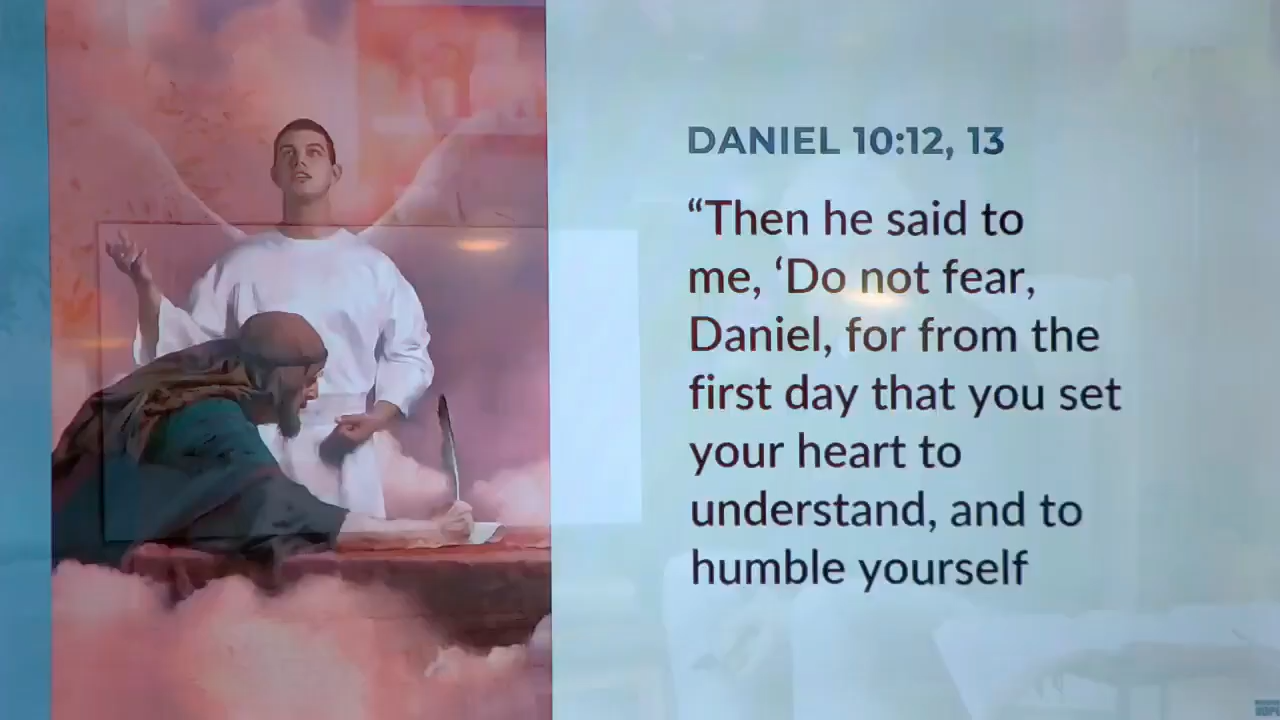 DANIEL 10:12, 13
“Then he said to
me, ‘Do not fear,
Daniel, for from the
first day that you set
your heart to
understand, and to
humble yourself